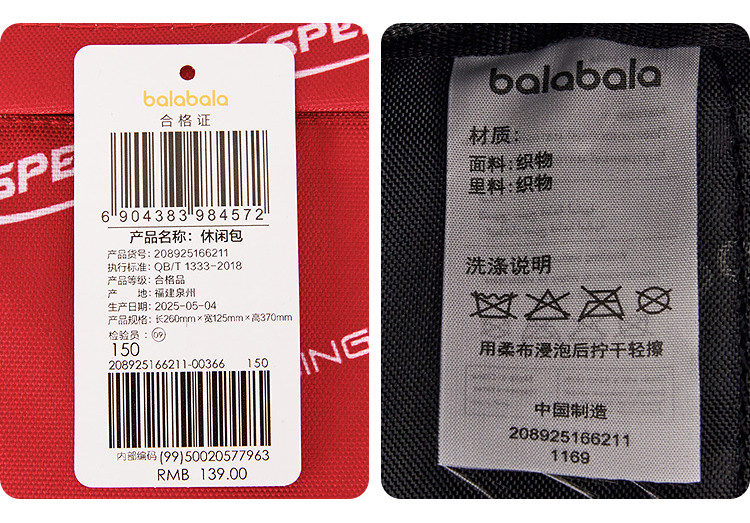 SPE
SPE
ING
balabala
合格证
6 904383 984572
产品名称：休闲包
产品货号：208925166211
执行标准：QB/T 1333-2018
产品等级：合格品
产 地：福建泉州
生产日期：2025-05-04
产品规格：长260mm×宽125mm×高370mm
检验员：09
150
208925166211-00366 150
内部编码 (99)50020577963
RMB 139.00
balabala
材质：
面料：织物
里料：织物
洗涤说明
用柔布浸泡后拧干轻擦
中国制造
208925166211
1169